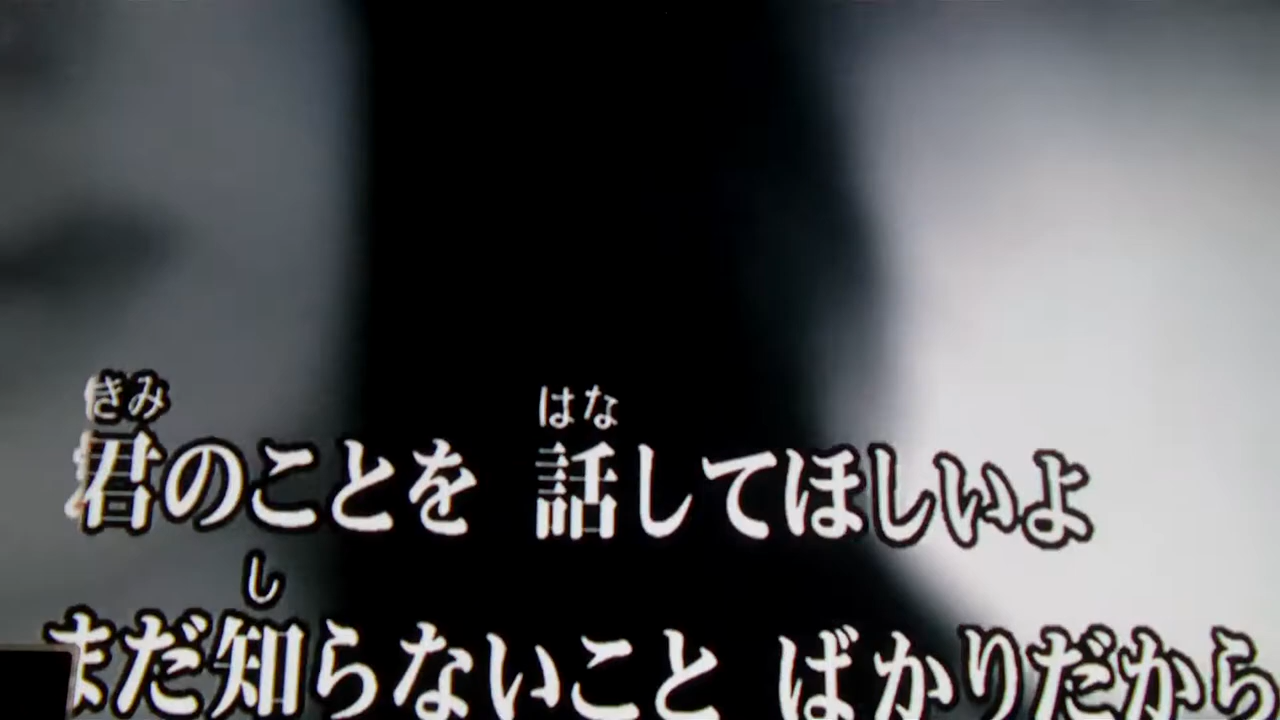 きみ はな
君のことを 話してほしいよ
し
まだ知らないこと ばかりだから